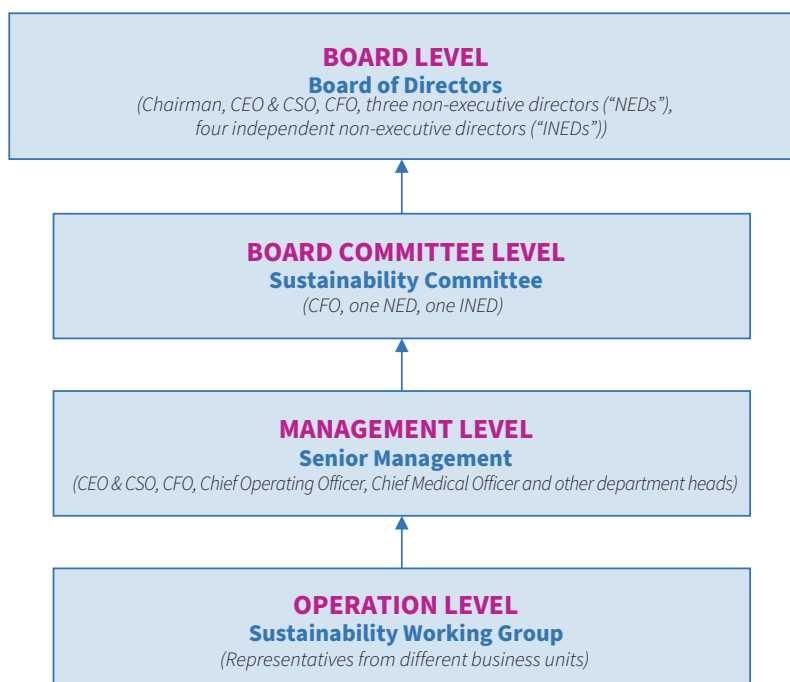 BOARD LEVEL
Board of Directors
(Chairman, CEO & CSO, CFO, three non-executive directors (“NEDs”),
four independent non-executive directors (“INEDs”))
BOARD COMMITTEE LEVEL
Sustainability Committee
(CFO, one NED, one INED)
MANAGEMENT LEVEL
Senior Management
(CEO & CSO, CFO, Chief Operating Officer, Chief Medical Officer and other department heads)
OPERATION LEVEL
Sustainability Working Group
(Representatives from different business units)